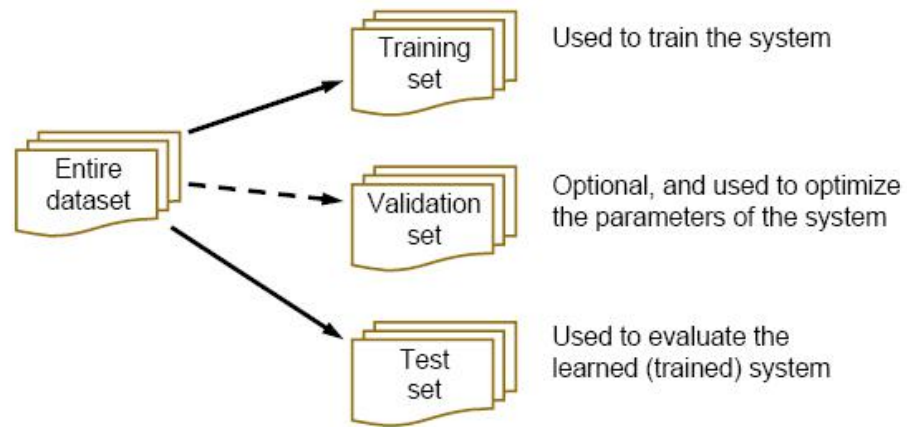 Training
set
Used to train the system
Entire
dataset
Validation
set
Optional, and used to optimize
the parameters of the system
Test
set
Used to evaluate the
learned (trained) system